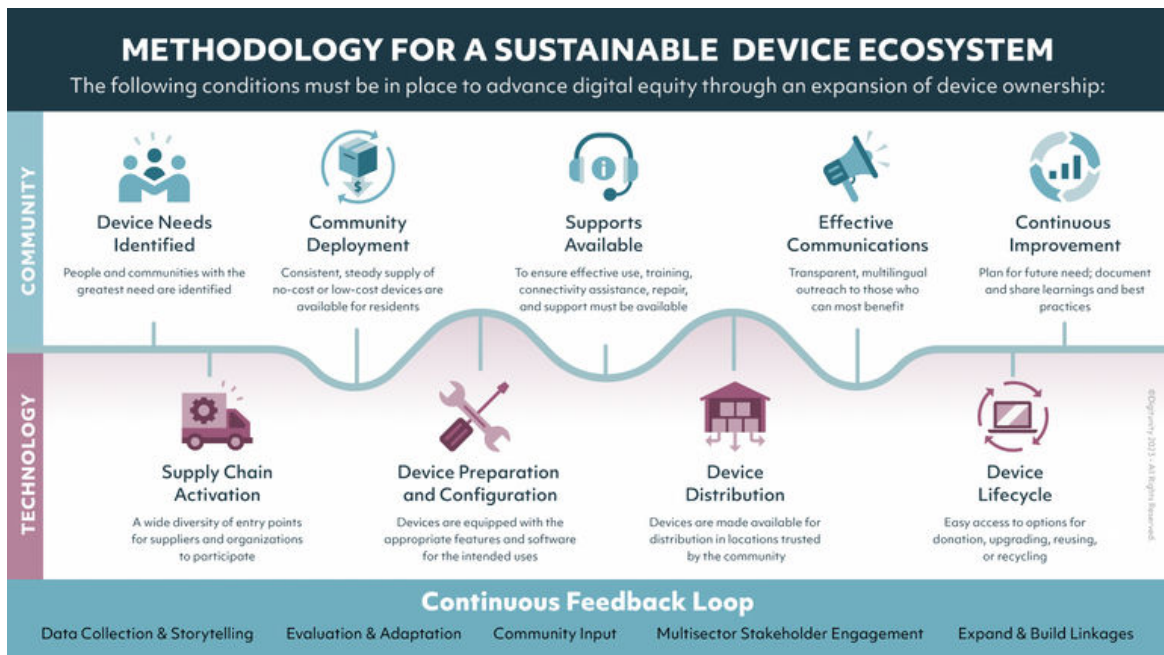 METHODOLOGY FOR A SUSTAINABLE DEVICE ECOSYSTEM
The following conditions must be in place to advance digital equity through an expansion of device ownership:
COMMUNITY
Device Needs
Identified
People and communities with the
greatest need are identified
Community
Deployment
Consistent, steady supply of
no-cost or low-cost devices are
available for residents
Supports
Available
To ensure effective use, training,
connectivity assistance, repair,
and support must be available
Effective
Communications
Transparent, multilingual
outreach to those who
can most benefit
Continuous
Improvement
Plan for future need; document
and share learnings and best
practices
TECHNOLOGY
Supply Chain
Activation
A wide diversity of entry points
for suppliers and organizations
to participate
Device Preparation
and Configuration
Devices are equipped with the
appropriate features and software
for the intended uses
Device
Distribution
Devices are made available for
distribution in locations trusted
by the community
Device
Lifecycle
Easy access to options for
donation, upgrading, reusing,
or recycling
©Digitunity 2023 - All Rights Reserved.
Continuous Feedback Loop
Data Collection & Storytelling
Evaluation & Adaptation
Community Input
Multisector Stakeholder Engagement
Expand & Build Linkages